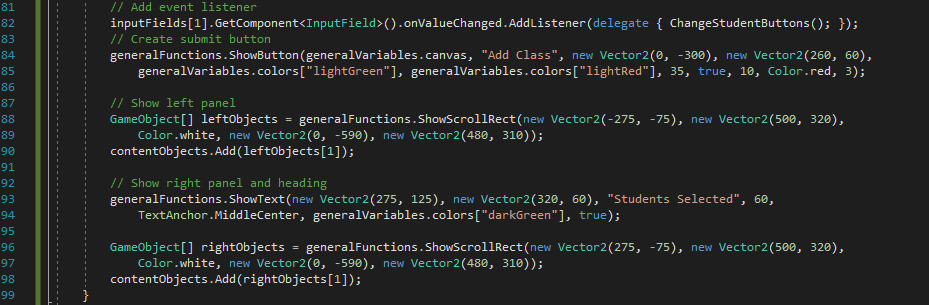 81 // Add event listener
82 inputFields[1].GetComponent<InputField>().onValueChanged.AddListener(delegate { ChangeStudentButtons(); });
83 // Create submit button
84 generalFunctions.ShowButton(generalVariables.canvas, "Add Class", new Vector2(0, -300), new Vector2(260, 60),
85 generalVariables.colors["lightGreen"], generalVariables.colors["lightRed"], 35, true, 10, Color.red, 3);
86
87 // Show left panel
88 GameObject[] leftObjects = generalFunctions.ShowScrollRect(new Vector2(-275, -75), new Vector2(500, 320),
89 Color.white, new Vector2(0, -590), new Vector2(480, 310));
90 contentObjects.Add(leftObjects[1]);
91
92 // Show right panel and heading
93 generalFunctions.ShowText(new Vector2(275, 125), new Vector2(320, 60), "Students Selected", 60,
94 TextAnchor.MiddleCenter, generalVariables.colors["darkGreen"], true);
95
96 GameObject[] rightObjects = generalFunctions.ShowScrollRect(new Vector2(275, -75), new Vector2(500, 320),
97 Color.white, new Vector2(0, -590), new Vector2(480, 310));
98 contentObjects.Add(rightObjects[1]);
99 }